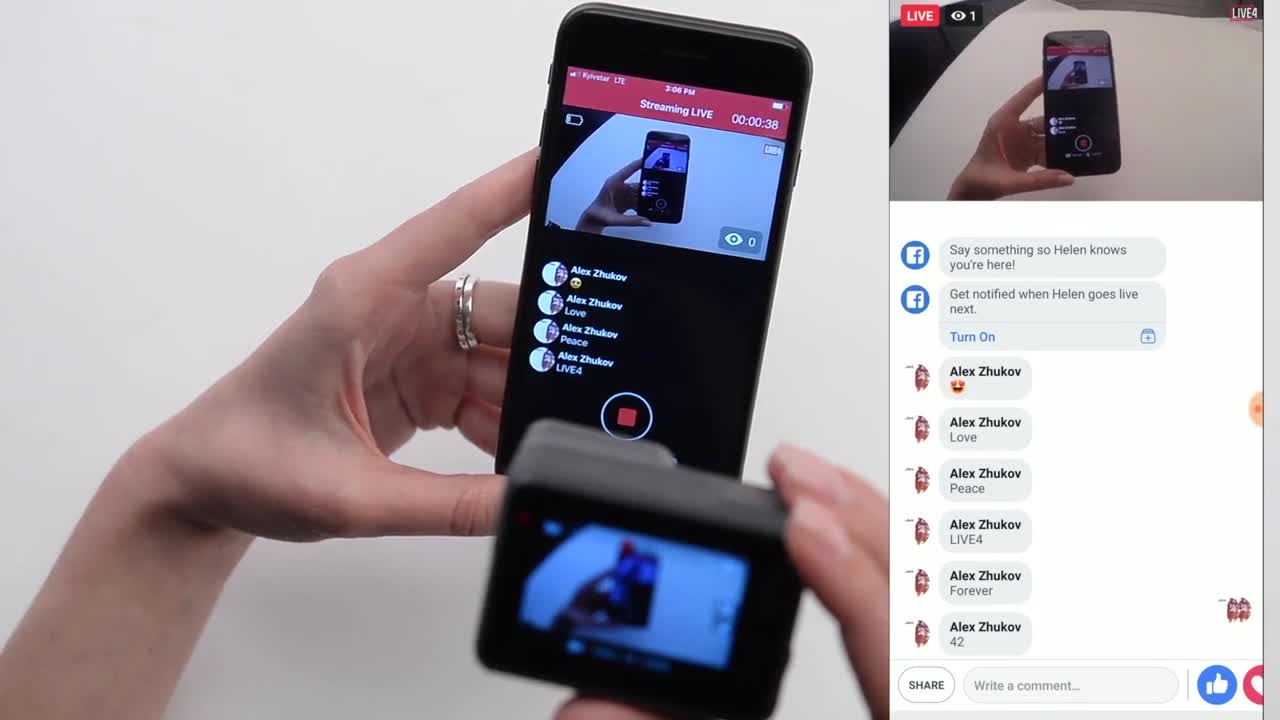 Kyivstar LTE
3:06 PM
Streaming LIVE
00:00:38
LIVE4
0
Alex Zhukov
Alex Zhukov
Love
Alex Zhukov
Peace
Alex Zhukov
LIVE4
LIVE
1
LIVE4
Say something so Helen knows
you're here!
Get notified when Helen goes live
next.
Turn On
Alex Zhukov
😍
Alex Zhukov
Love
Alex Zhukov
Peace
Alex Zhukov
LIVE4
Alex Zhukov
Forever
Alex Zhukov
42
SHARE
Write a comment...